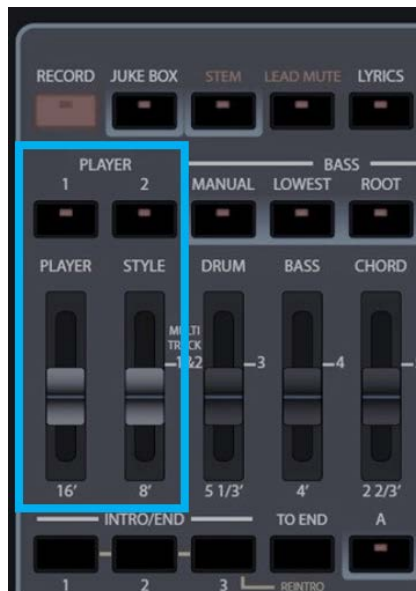 RECORD JUKE BOX STEM LEAD MUTE LYRICS
PLAYER BASS
1 2 MANUAL LOWEST ROOT
PLAYER STYLE DRUM BASS CHORD
MULTI
TRACK
1&2 3 4
16' 8' 5 1/3' 4' 2 2/3'
INTRO/END TO END A
1 2 3 REINTRO